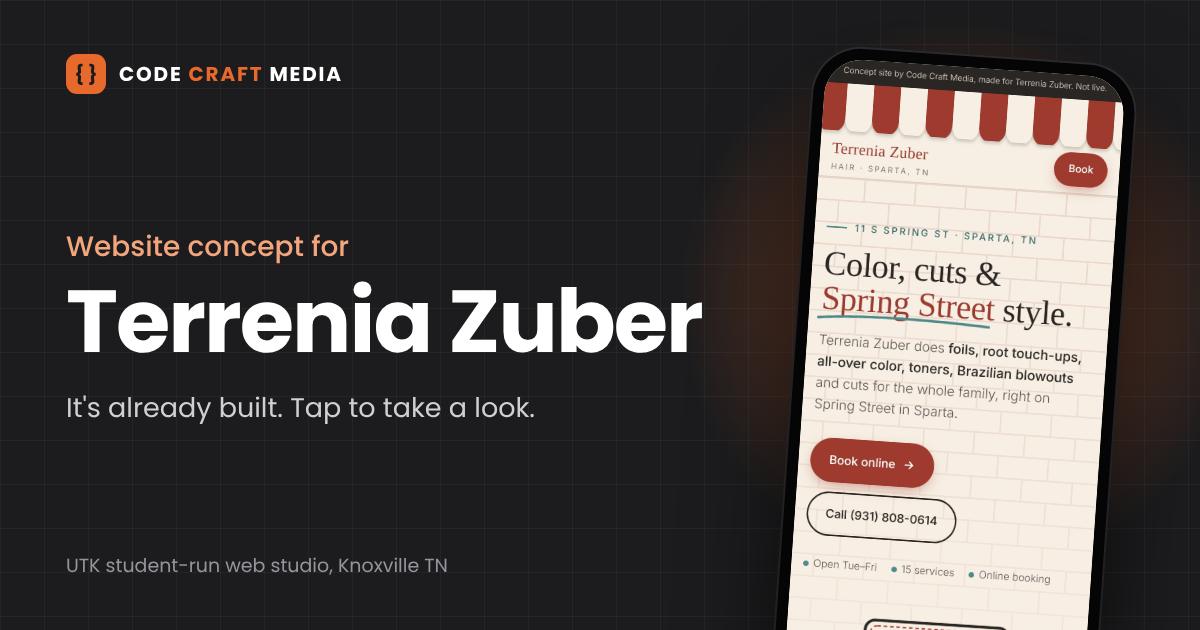 { } CODE CRAFT MEDIA
Website concept for
Terrenia Zuber
It's already built. Tap to take a look.
UTK student-run web studio, Knoxville TN
Concept site by Code Craft Media, made for Terrenia Zuber. Not live.
Terrenia Zuber
HAIR · SPARTA, TN
Book
11 S SPRING ST · SPARTA, TN
Color, cuts &
Spring Street style.
Terrenia Zuber does foils, root touch-ups,
all-over color, toners, Brazilian blowouts
and cuts for the whole family, right on
Spring Street in Sparta.
Book online →
Call (931) 808-0614
• Open Tue–Fri • 15 services • Online booking